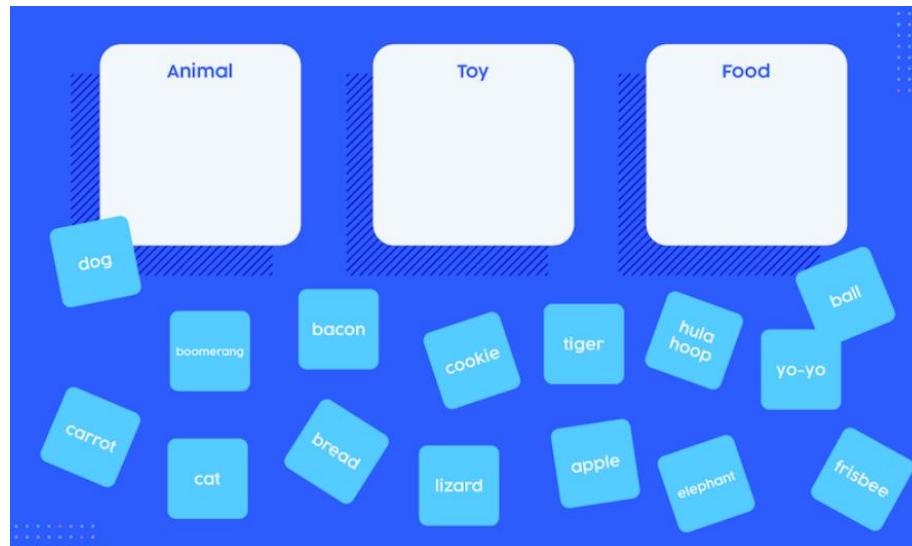 Animal
Toy
Food
dog
boomerang
bacon
cookie
tiger
hula
hoop
ball
yo-yo
carrot
cat
bread
lizard
apple
elephant
frisbee